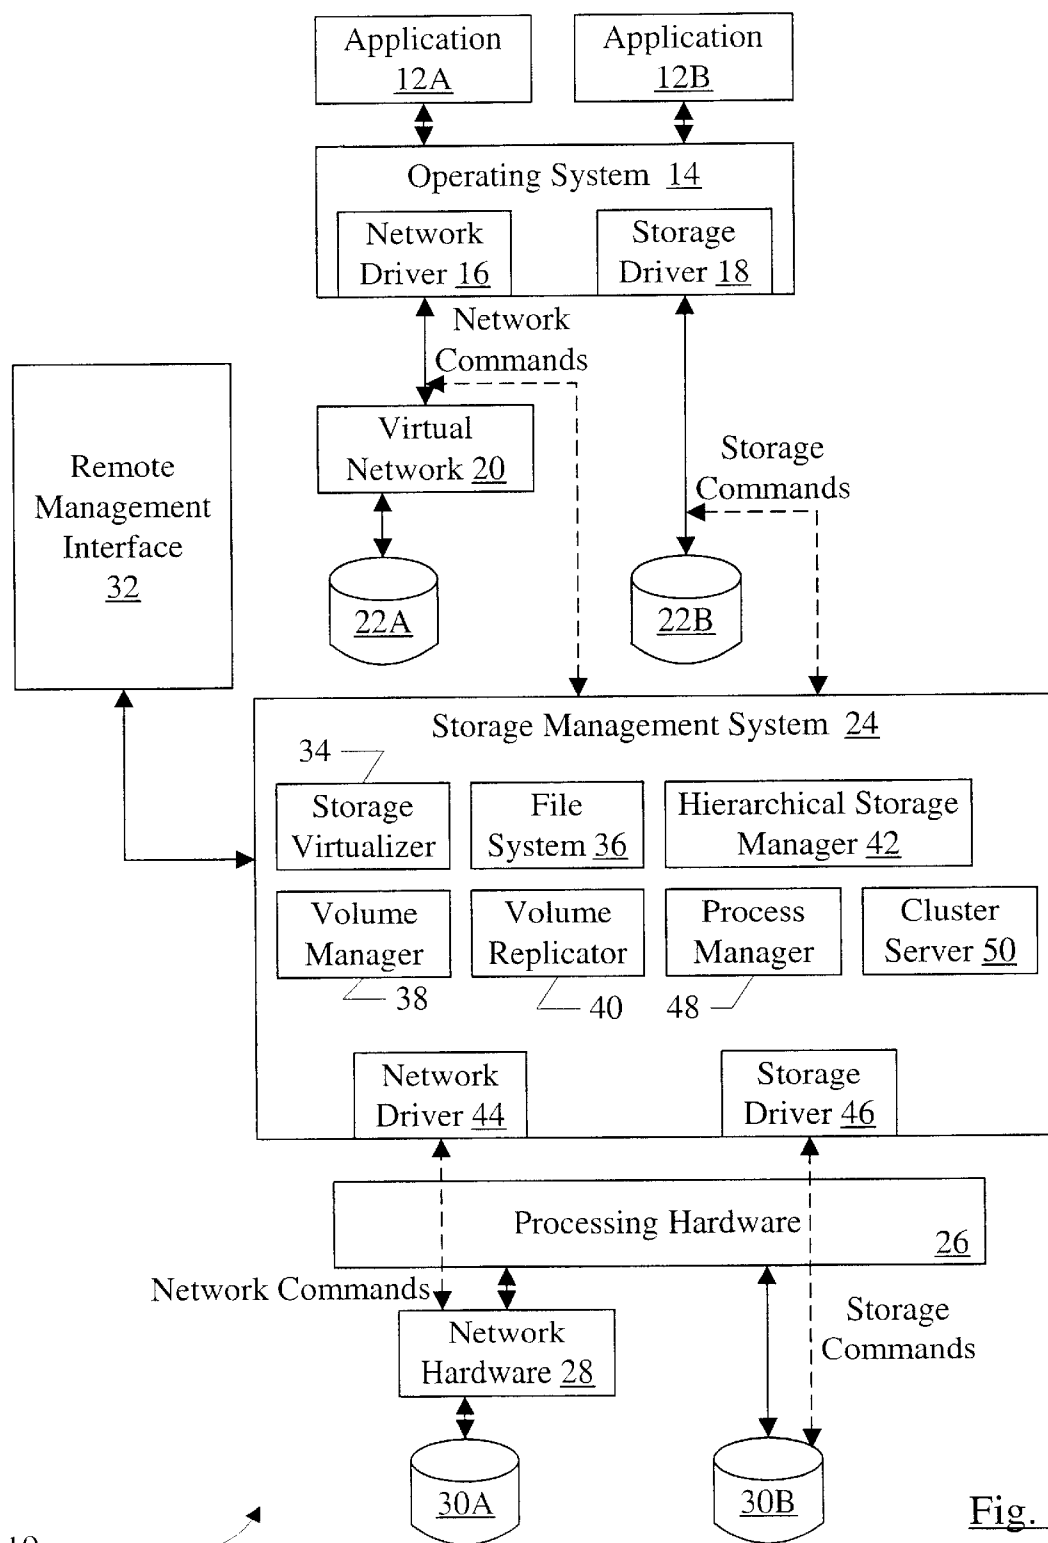 Application
12A
Application
12B
Operating System 14
Network
Driver 16
Storage
Driver 18
Network
Commands
Remote
Management
Interface
32
Virtual
Network 20
Storage
Commands
22A
22B
Storage Management System 24
34
Storage
Virtualizer
File
System 36
Hierarchical Storage
Manager 42
Volume
Manager
Volume
Replicator
Process
Manager
Cluster
Server 50
38
40
48
Network
Driver 44
Storage
Driver 46
Processing Hardware
26
Network Commands
Storage
Commands
Network
Hardware 28
30A
30B
Fig.